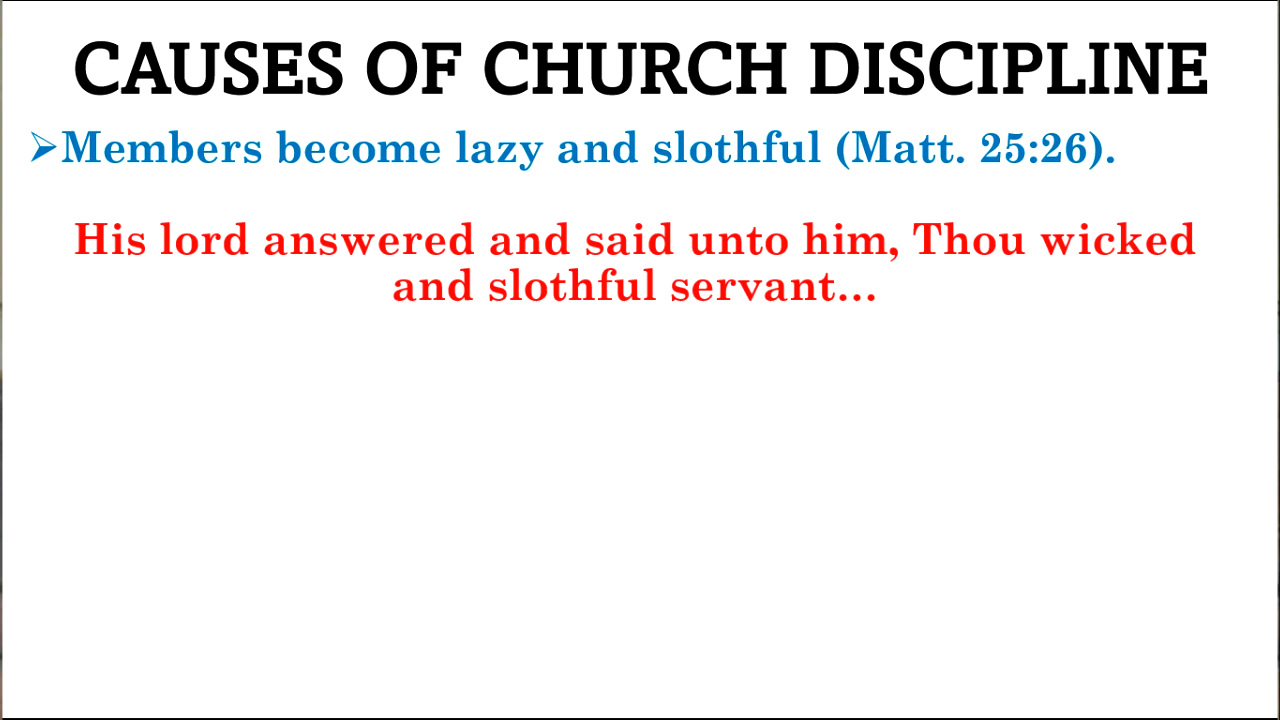 CAUSES OF CHURCH DISCIPLINE
➢Members become lazy and slothful (Matt. 25:26).
His lord answered and said unto him, Thou wicked
and slothful servant…